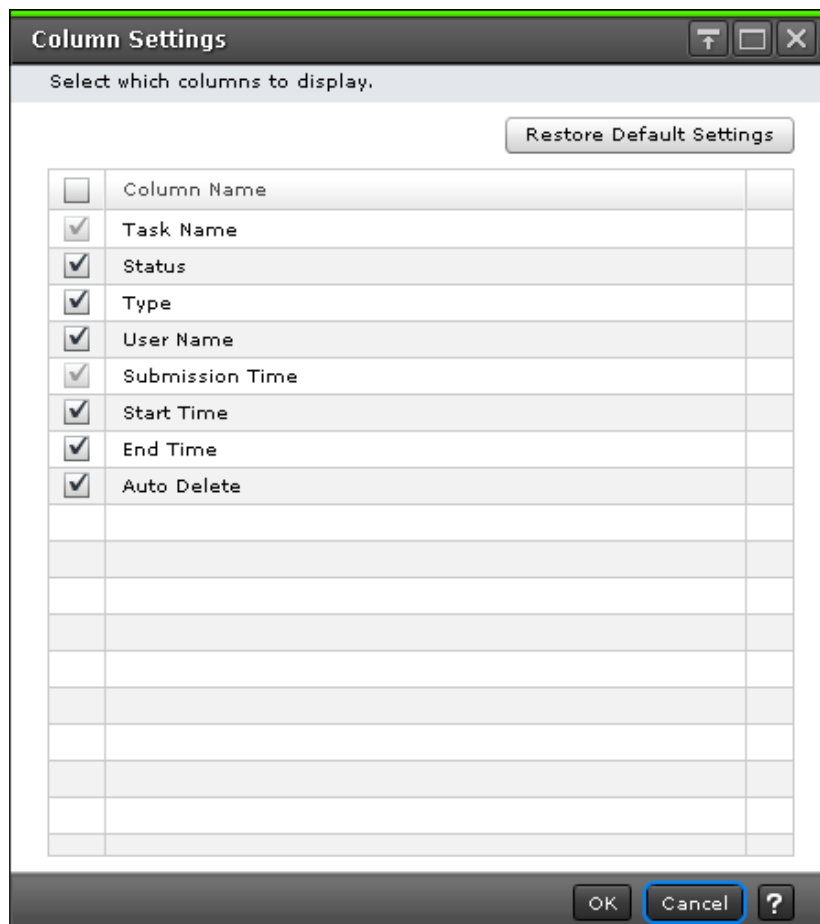 Column Settings
Select which columns to display.
Restore Default Settings
Column Name
Task Name
Status
Type
User Name
Submission Time
Start Time
End Time
Auto Delete
OK Cancel ?